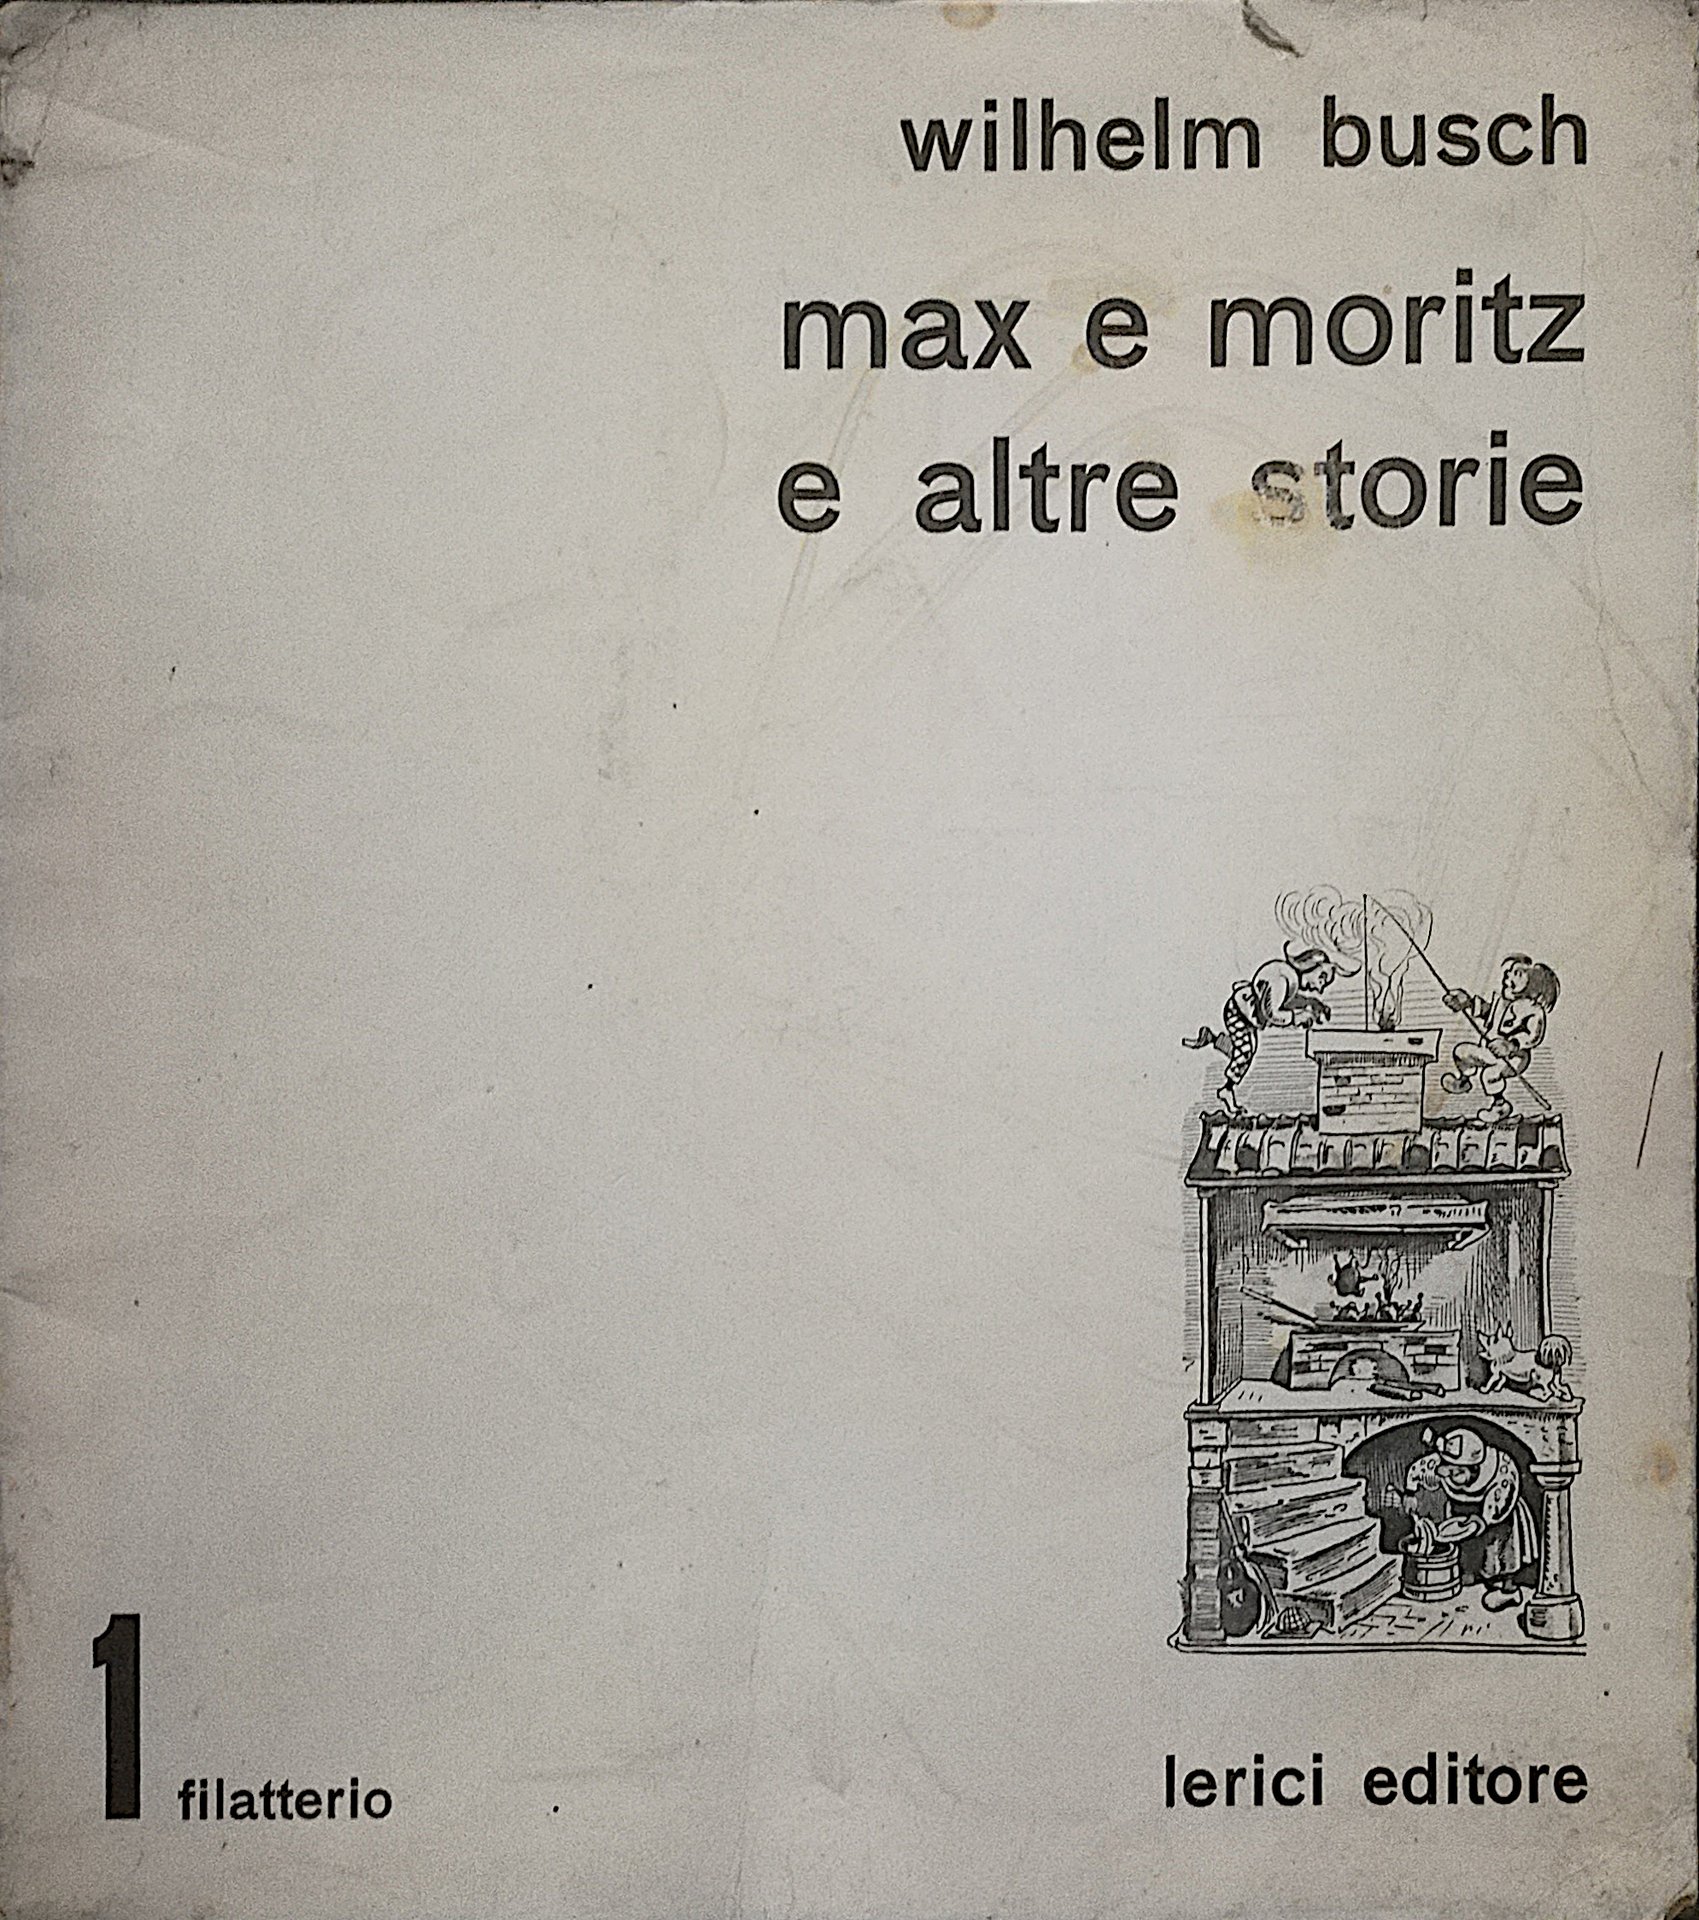 wilhelm busch
max e moritz
e altre storie
1 filatterio
lerici editore